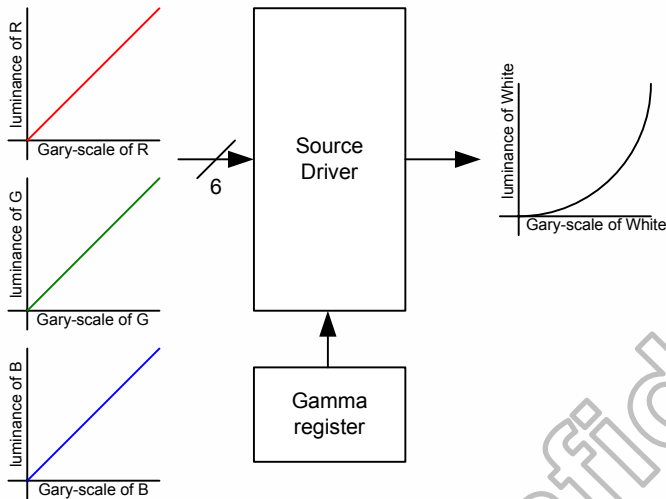 luminance of R
Gary-scale of R
luminance of G
Gary-scale of G
luminance of B
Gary-scale of B
6
Source
Driver
Gamma
register
luminance of White
Gary-scale of White